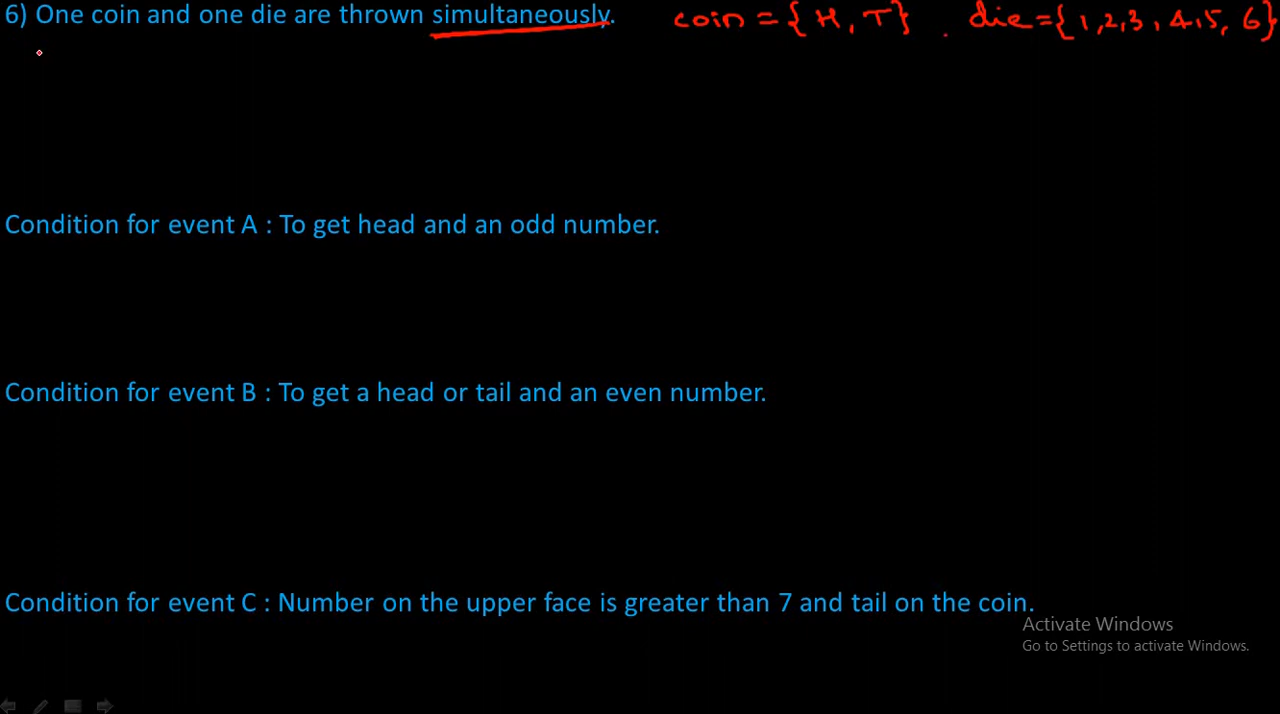 6) One coin and one die are thrown simultaneously. coin = {H, T} . die={1,2,3,4,5, 6}
Condition for event A : To get head and an odd number.
Condition for event B : To get a head or tail and an even number.
Condition for event C : Number on the upper face is greater than 7 and tail on the coin.
Activate Windows
Go to Settings to activate Windows.